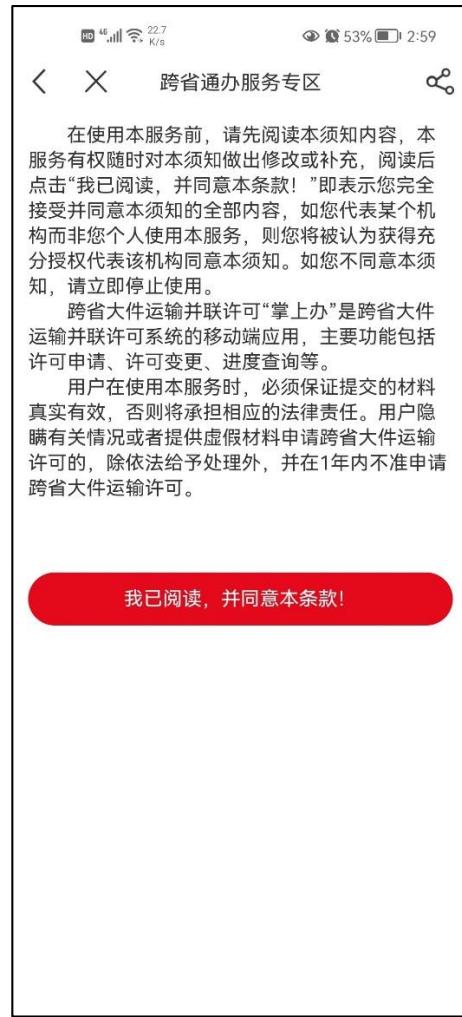 HD 4G 22.7 K/s 53% 2:59
跨省通办服务专区
在使用本服务前，请先阅读本须知内容，本
服务有权随时对本须知做出修改或补充，阅读后
点击“我已阅读，并同意本条款！”即表示您完全
接受并同意本须知的全部内容，如您代表某个机
构而非您个人使用本服务，则您将被认为获得充
分授权代表该机构同意本须知。如您不同意本须
知，请立即停止使用。
跨省大件运输并联许可“掌上办”是跨省大件
运输并联许可系统的移动端应用，主要功能包括
许可申请、许可变更、进度查询等。
用户在使用本服务时，必须保证提交的材料
真实有效，否则将承担相应的法律责任。用户隐
瞒有关情况或者提供虚假材料申请跨省大件运输
许可的，除依法给予处理外，并在1年内不准申请
跨省大件运输许可。
我已阅读，并同意本条款！